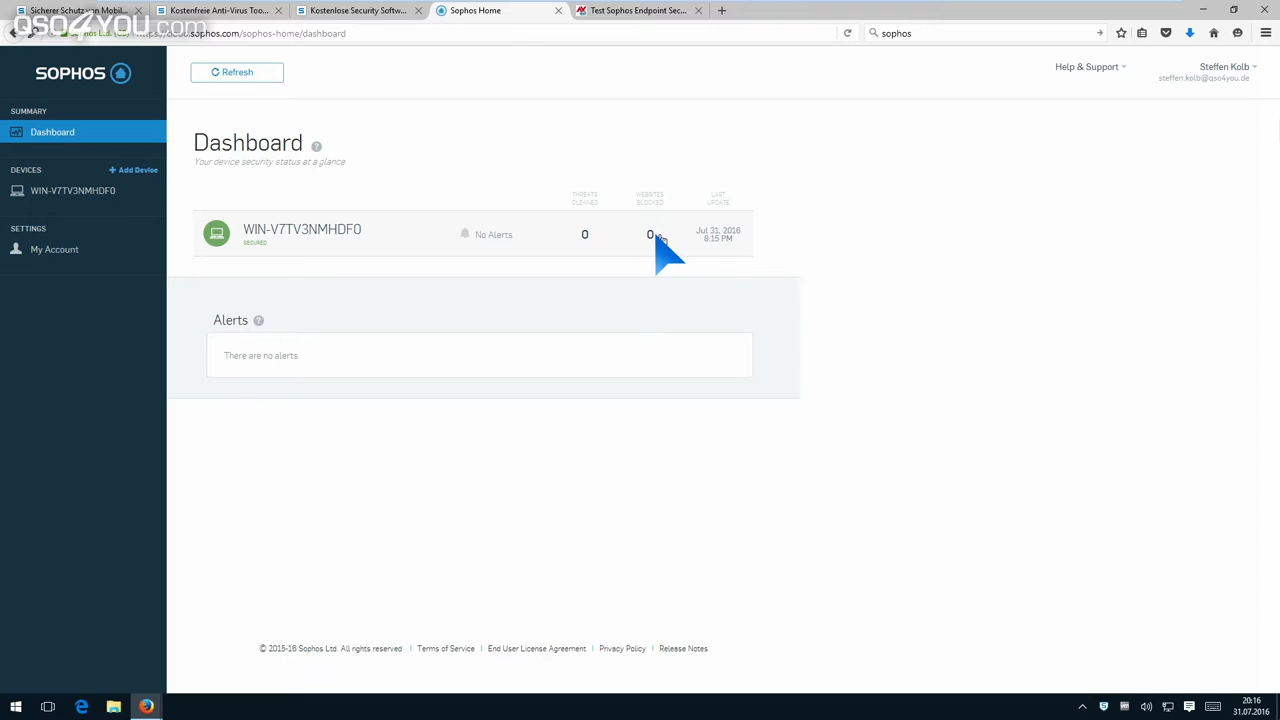 QSO4YOU.com
Sicherer Schutz von Mob...
Kostenfreie Anti-Virus Too...
Kostenlose Security Softw...
Sophos Home
Test Sophos Endpoint Sec...
sophos.com/sophos-home/dashboard
sophos
SOPHOS
Refresh
Help & Support
Steffen Kolb
steffen.kolb@qso4you.de
SUMMARY
Dashboard
DEVICES
+ Add Device
WIN-V7TV3NMHDF0
SETTINGS
My Account
Dashboard ?
Your device security status at a glance
THREATS CLEANED
WEBSITES BLOCKED
LAST UPDATE
WIN-V7TV3NMHDF0
SECURED
No Alerts
0
0
Jul 31, 2016
8:15 PM
Alerts ?
There are no alerts.
© 2015-16 Sophos Ltd. All rights reserved. | Terms of Service | End User License Agreement | Privacy Policy | Release Notes
20:16
31.07.2016